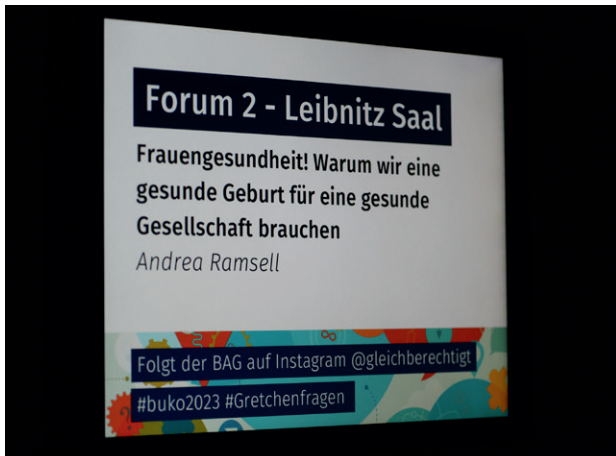 Forum 2 - Leibnitz Saal
Frauengesundheit! Warum wir eine
gesunde Geburt für eine gesunde
Gesellschaft brauchen
Andrea Ramsell
Folgt der BAG auf Instagram @gleichberechtigt
#buko2023 #Gretchenfragen